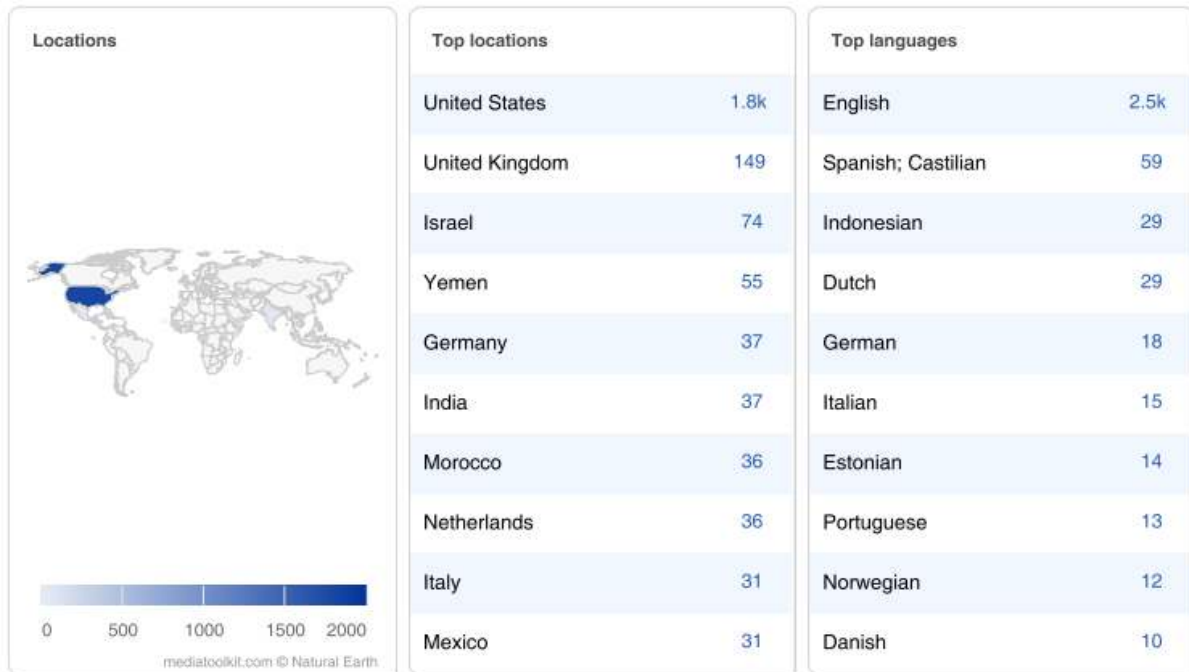 Locations
0 500 1000 1500 2000
mediatoolkit.com © Natural Earth
Top locations
United States 1.8k
United Kingdom 149
Israel 74
Yemen 55
Germany 37
India 37
Morocco 36
Netherlands 36
Italy 31
Mexico 31
Top languages
English 2.5k
Spanish; Castilian 59
Indonesian 29
Dutch 29
German 18
Italian 15
Estonian 14
Portuguese 13
Norwegian 12
Danish 10